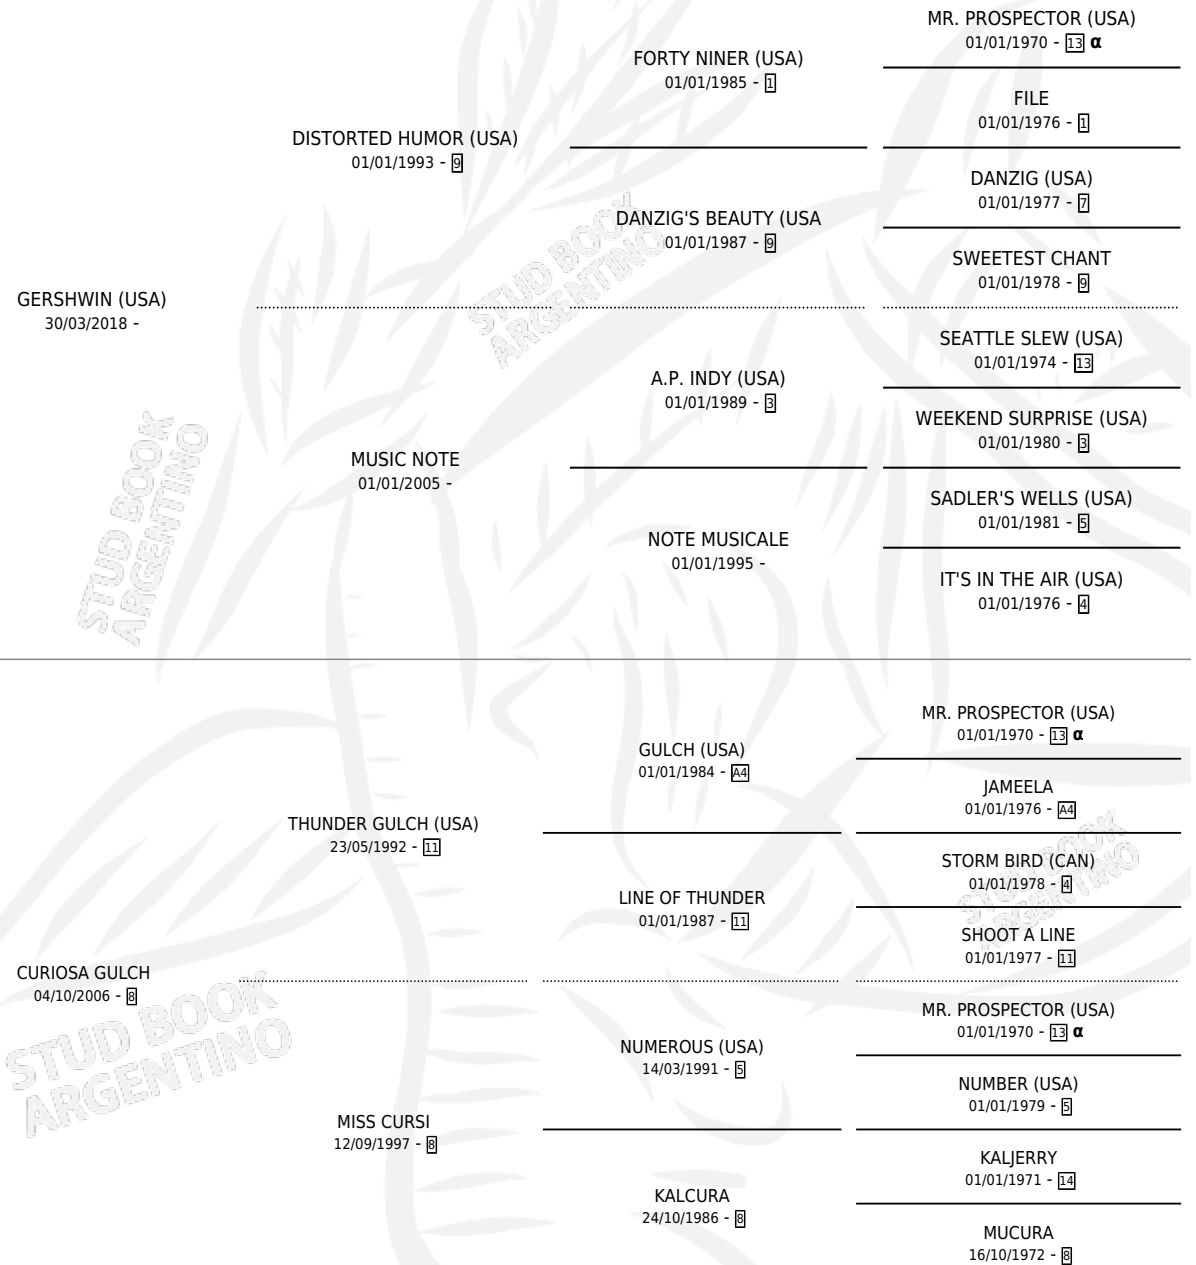 MR. PROSPECTOR (USA)
01/01/1970 - 13 α
FORTY NINER (USA)
01/01/1985 - 1
FILE
01/01/1976 - 1
DISTORTED HUMOR (USA)
01/01/1993 - 9
DANZIG (USA)
01/01/1977 - 7
DANZIG'S BEAUTY (USA
01/01/1987 - 9
SWEETEST CHANT
01/01/1978 - 9
GERSHWIN (USA)
30/03/2018 -
SEATTLE SLEW (USA)
01/01/1974 - 13
A.P. INDY (USA)
01/01/1989 - 3
WEEKEND SURPRISE (USA)
01/01/1980 - 3
MUSIC NOTE
01/01/2005 -
SADLER'S WELLS (USA)
01/01/1981 - 5
NOTE MUSICALE
01/01/1995 -
IT'S IN THE AIR (USA)
01/01/1976 - 4
MR. PROSPECTOR (USA)
01/01/1970 - 13 α
GULCH (USA)
01/01/1984 - A4
JAMEELA
01/01/1976 - A4
THUNDER GULCH (USA)
23/05/1992 - 11
STORM BIRD (CAN)
01/01/1978 - 4
LINE OF THUNDER
01/01/1987 - 11
SHOOT A LINE
01/01/1977 - 11
CURIOSA GULCH
04/10/2006 - 8
MR. PROSPECTOR (USA)
01/01/1970 - 13 α
NUMEROUS (USA)
14/03/1991 - 5
NUMBER (USA)
01/01/1979 - 5
MISS CURSI
12/09/1997 - 8
KALJERRY
01/01/1971 - 14
KALCURA
24/10/1986 - 8
MUCURA
16/10/1972 - 8
STUD BOOK
ARGENTINO
STUD BOOK
ARGENTINO
STUD BOOK
ARGENTINO
STUD BOOK
ARGENTINO